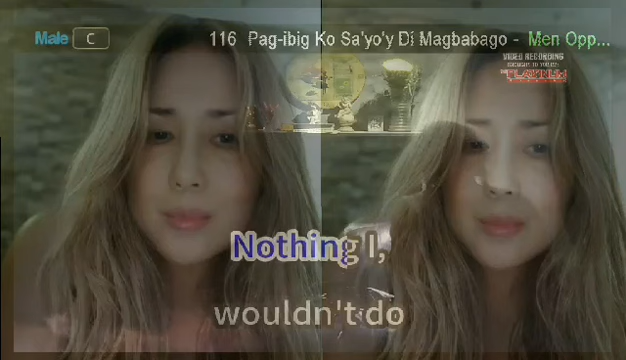 Male C 116 Pag-ibig Ko Sa'yo'y Di Magbabago - Men Opp...
VIDEO RECORDING
Nothing I,
wouldn't do